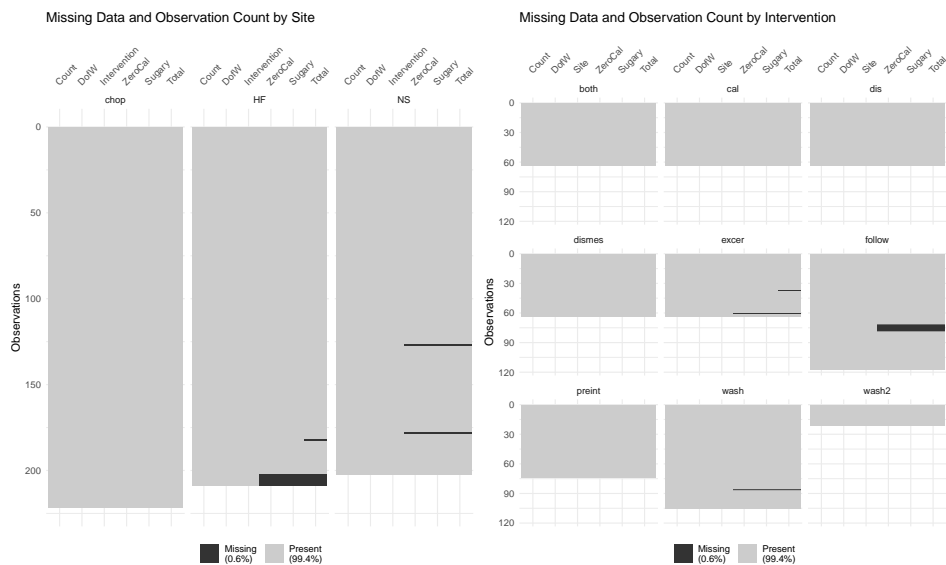 Missing Data and Observation Count by Site
Count DofW Intervention ZeroCal Sugary Total Count DofW Intervention ZeroCal Sugary Total Count DofW Intervention ZeroCal Sugary Total
chop HF NS
0
50
100
150
200
Observations
Missing (0.6%) Present (99.4%)
Missing Data and Observation Count by Intervention
Count DofW Site ZeroCal Sugary Total Count DofW Site ZeroCal Sugary Total Count DofW Site ZeroCal Sugary Total
both cal dis
0
30
60
90
120
dismes excer follow
0
30
60
90
120
preint wash wash2
0
30
60
90
120
Observations
Missing (0.6%) Present (99.4%)